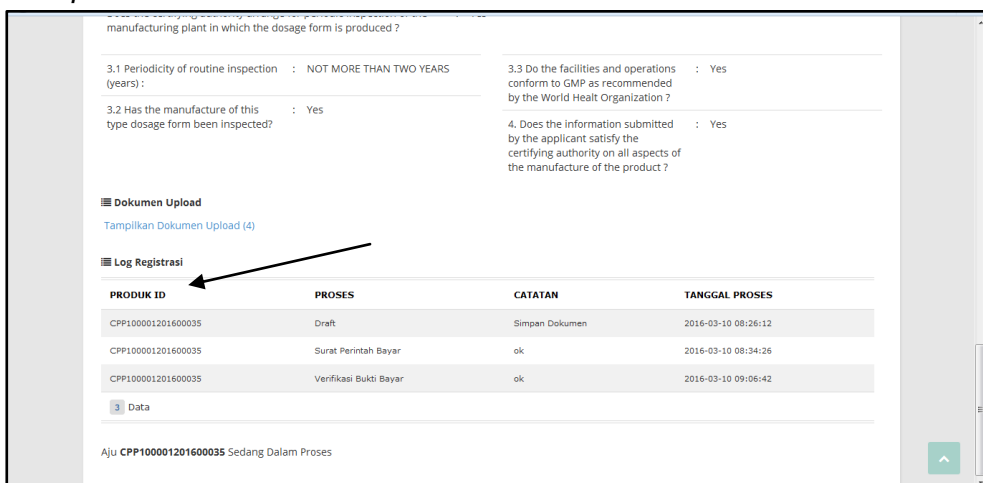 manufacturing plant in which the dosage form is produced ?
3.1 Periodicity of routine inspection (years) : : NOT MORE THAN TWO YEARS
3.2 Has the manufacture of this type dosage form been inspected? : Yes
3.3 Do the facilities and operations conform to GMP as recommended by the World Healt Organization ? : Yes
4. Does the information submitted by the applicant satisfy the certifying authority on all aspects of the manufacture of the product ? : Yes
Dokumen Upload
Tampilkan Dokumen Upload (4)
Log Registrasi
PRODUK ID PROSES CATATAN TANGGAL PROSES
CPP100001201600035 Draft Simpan Dokumen 2016-03-10 08:26:12
CPP100001201600035 Surat Perintah Bayar ok 2016-03-10 08:34:26
CPP100001201600035 Verifikasi Bukti Bayar ok 2016-03-10 09:06:42
3 Data
Aju CPP100001201600035 Sedang Dalam Proses